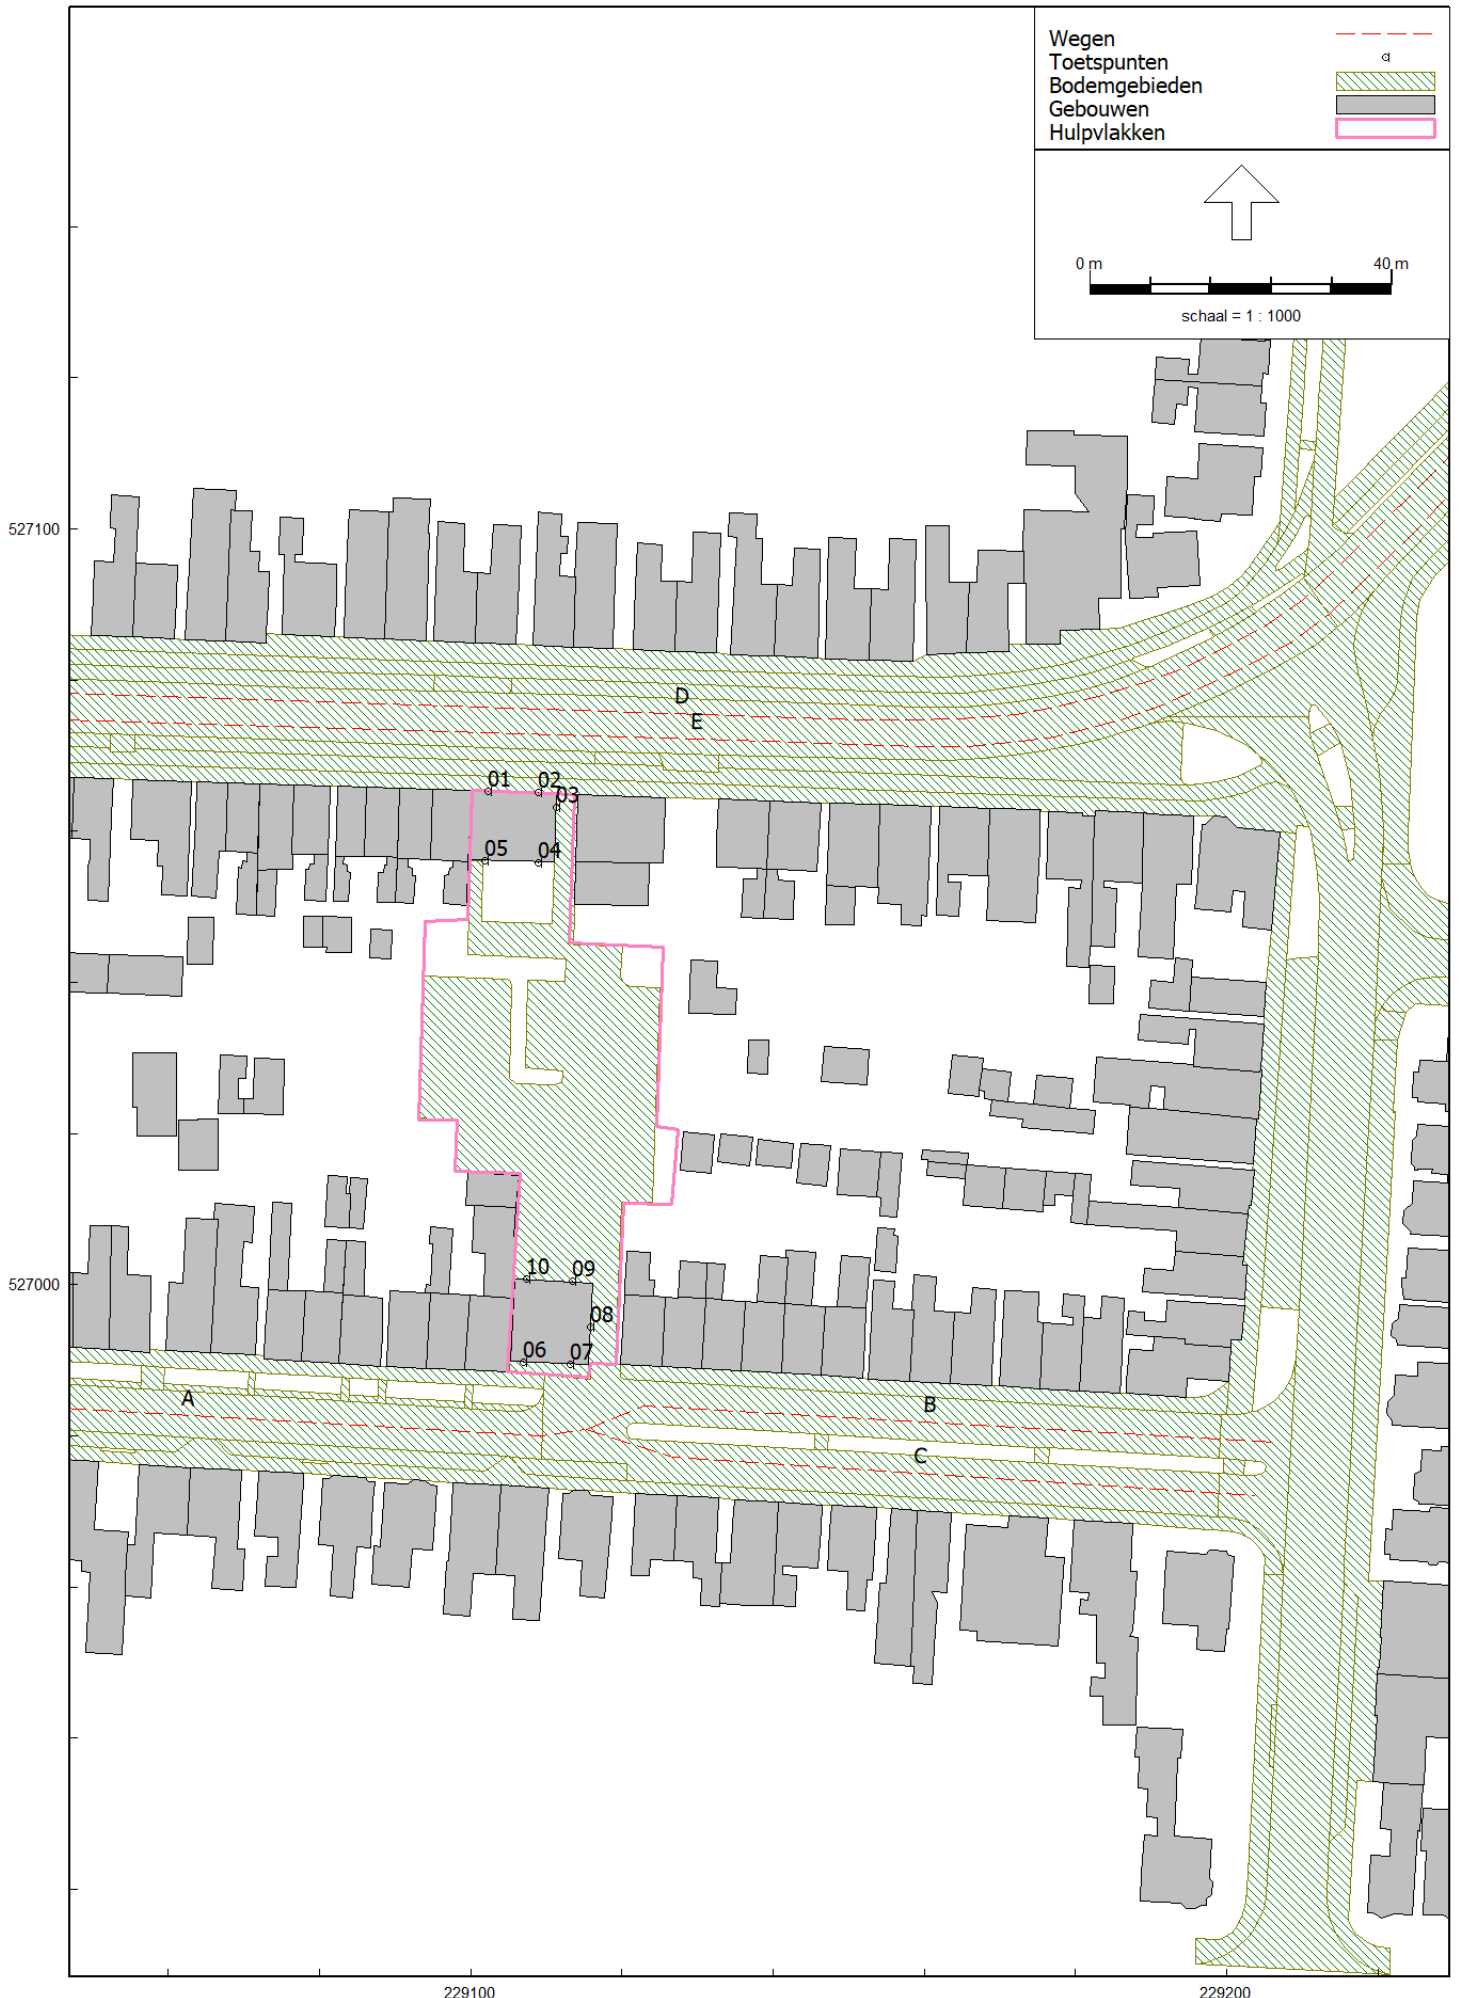 Wegen
Toetspunten
Bodemgebieden
Gebouwen
Hulpvlakken
0 m 40 m
schaal = 1 : 1000
527100
D
E
01 02
03
05 04
527000
10 09
08
06 07
A B
C
229100 229200